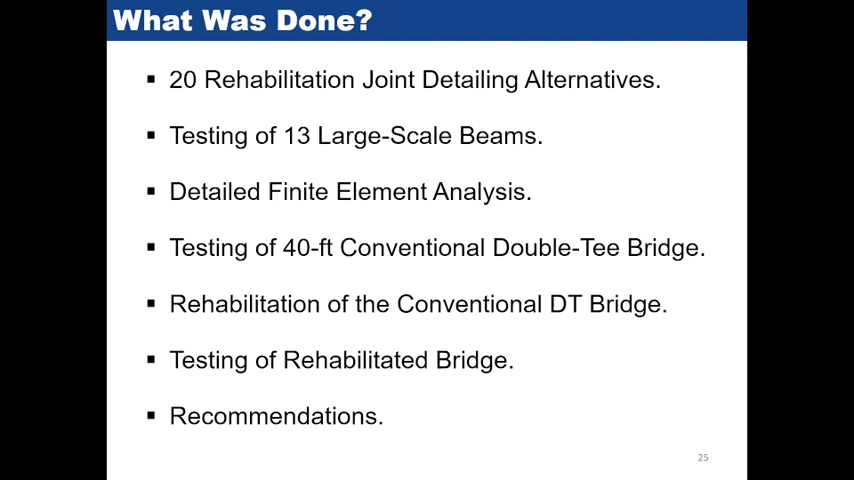 What Was Done?
▪ 20 Rehabilitation Joint Detailing Alternatives.
▪ Testing of 13 Large-Scale Beams.
▪ Detailed Finite Element Analysis.
▪ Testing of 40-ft Conventional Double-Tee Bridge.
▪ Rehabilitation of the Conventional DT Bridge.
▪ Testing of Rehabilitated Bridge.
▪ Recommendations.
25